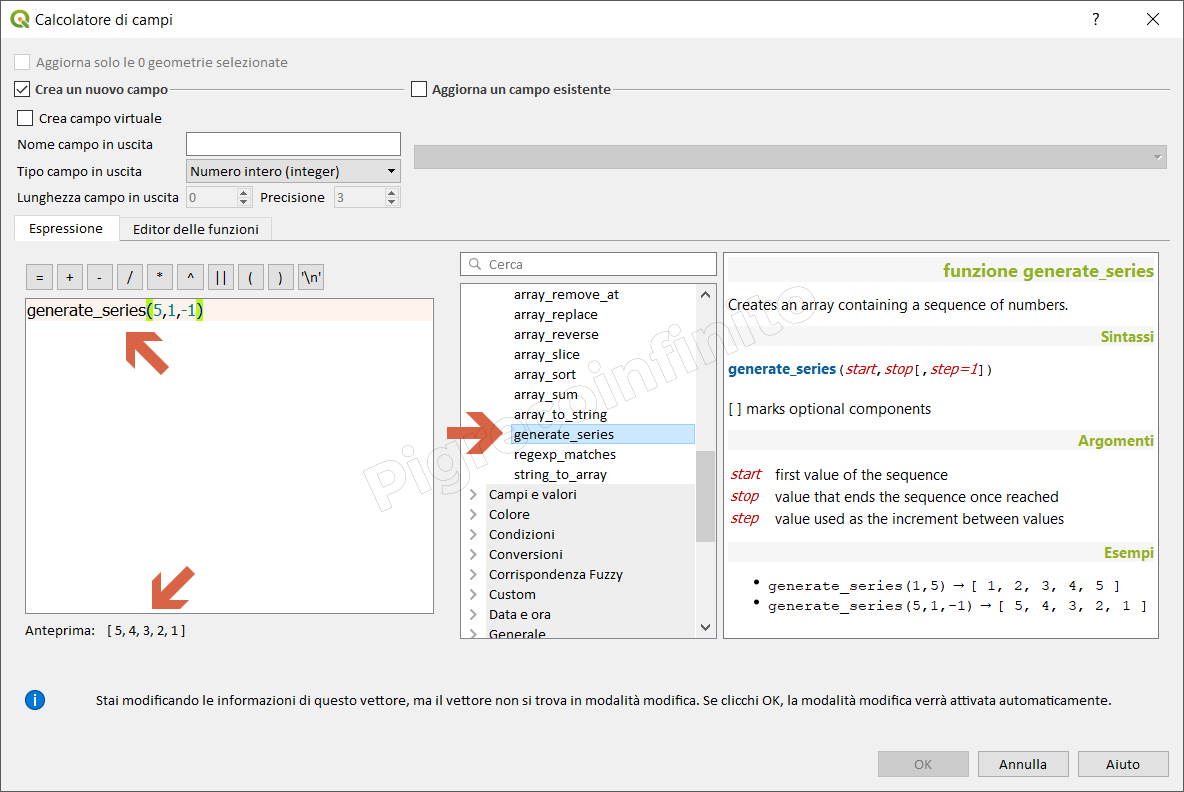 Calcolatore di campi
?
Aggiorna solo le 0 geometrie selezionate
Crea un nuovo campo
Aggiorna un campo esistente
Crea campo virtuale
Nome campo in uscita
Tipo campo in uscita
Numero intero (integer)
Lunghezza campo in uscita
0
Precisione
3
Espressione
Editor delle funzioni
= + - / * ^ || ( ) '\n'
generate_series(5,1,-1)
Anteprima: [ 5, 4, 3, 2, 1 ]
Cerca
array_remove_at
array_replace
array_reverse
array_slice
array_sort
array_sum
array_to_string
generate_series
regexp_matches
string_to_array
Campi e valori
Colore
Condizioni
Conversioni
Corrispondenza Fuzzy
Custom
Data e ora
Generale
funzione generate_series
Creates an array containing a sequence of numbers.
Sintassi
generate_series(start,stop[,step=1])
[ ] marks optional components
Argomenti
start first value of the sequence
stop value that ends the sequence once reached
step value used as the increment between values
Esempi
• generate_series(1,5) → [ 1, 2, 3, 4, 5 ]
• generate_series(5,1,-1) → [ 5, 4, 3, 2, 1 ]
Pigrecoinfinito
Stai modificando le informazioni di questo vettore, ma il vettore non si trova in modalità modifica. Se clicchi OK, la modalità modifica verrà attivata automaticamente.
OK
Annulla
Aiuto